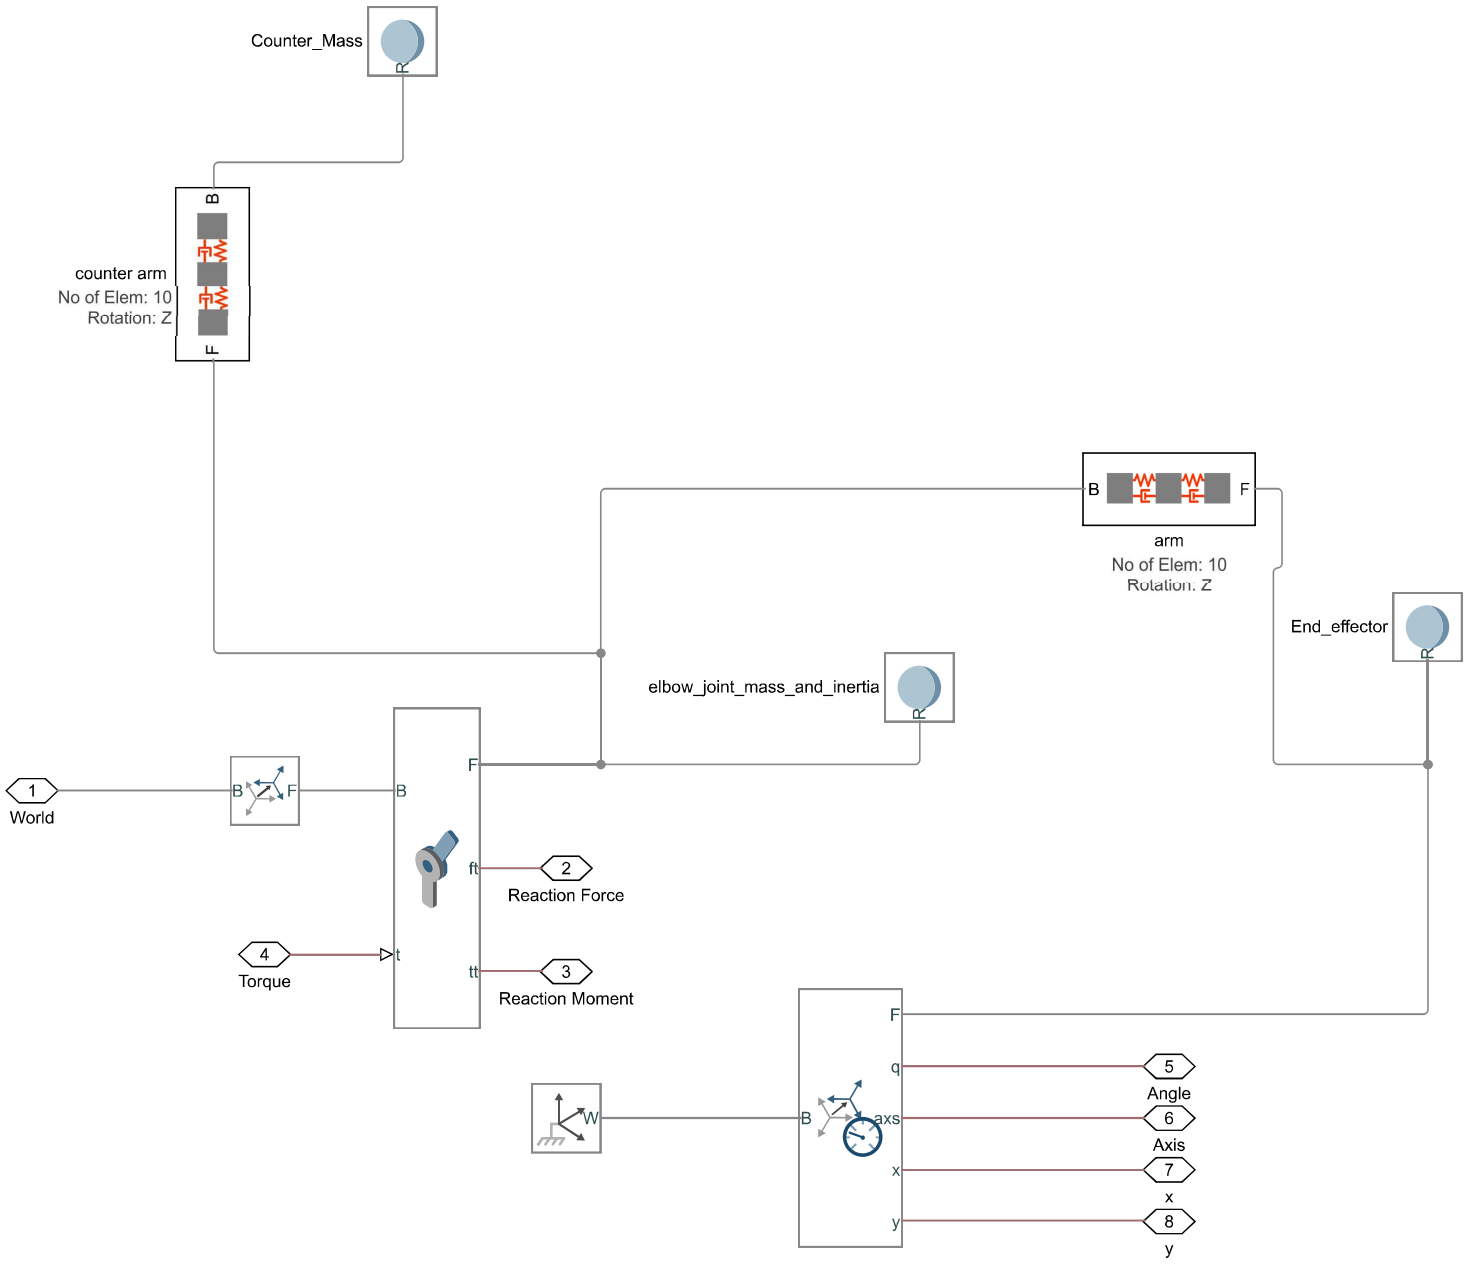 Counter_Mass
R
B
counter arm
No of Elem: 10
Rotation: Z
F
B
F
arm
No of Elem: 10
Rotation: Z
End_effector
R
elbow_joint_mass_and_inertia
R
1
World
B
F
B
F
ft
2
Reaction Force
4
Torque
t
tt
3
Reaction Moment
W
B
F
q
5
Angle
axs
6
Axis
x
7
x
y
8
y